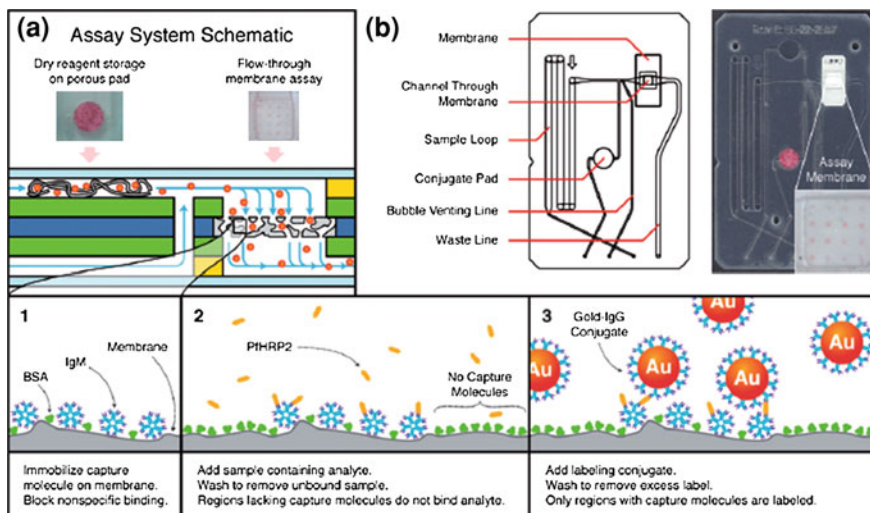 (a)
Assay System Schematic
Dry reagent storage
on porous pad
Flow-through
membrane assay
(b)
Membrane
Channel Through
Membrane
Sample Loop
Conjugate Pad
Bubble Venting Line
Waste Line
Assay
Membrane
1
BSA
IgM
Membrane
Immobilize capture
molecule on membrane.
Block nonspecific binding.
2
PfHRP2
No Capture
Molecules
Add sample containing analyte.
Wash to remove unbound sample.
Regions lacking capture molecules do not bind analyte.
3
Gold-IgG
Conjugate
Au
Au
Au
Au
Au
Add labeling conjugate.
Wash to remove excess label.
Only regions with capture molecules are labeled.